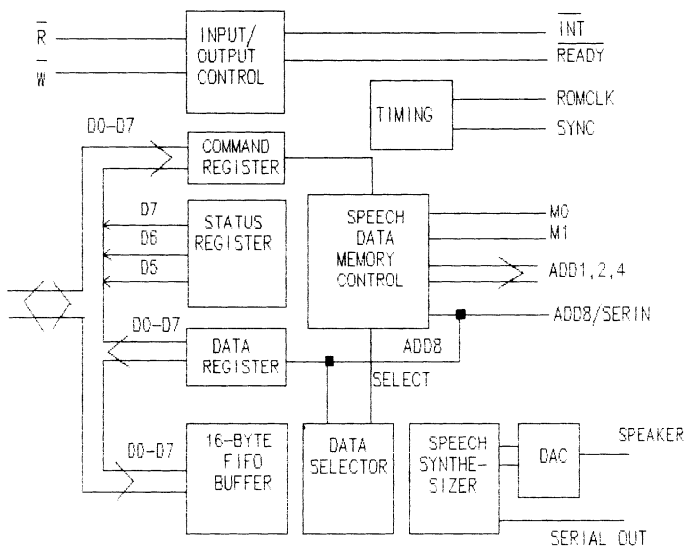 R
W
INPUT/
OUTPUT
CONTROL
INT
READY
TIMING
ROMCLK
SYNC
D0-D7
COMMAND
REGISTER
D7
D6
D5
STATUS
REGISTER
SPEECH
DATA
MEMORY
CONTROL
M0
M1
ADD1,2,4
ADD8/SERIN
D0-D7
DATA
REGISTER
ADD8
SELECT
D0-D7
16-BYTE
FIFO
BUFFER
DATA
SELECTOR
SPEECH
SYNTHE-
SIZER
DAC
SPEAKER
SERIAL OUT